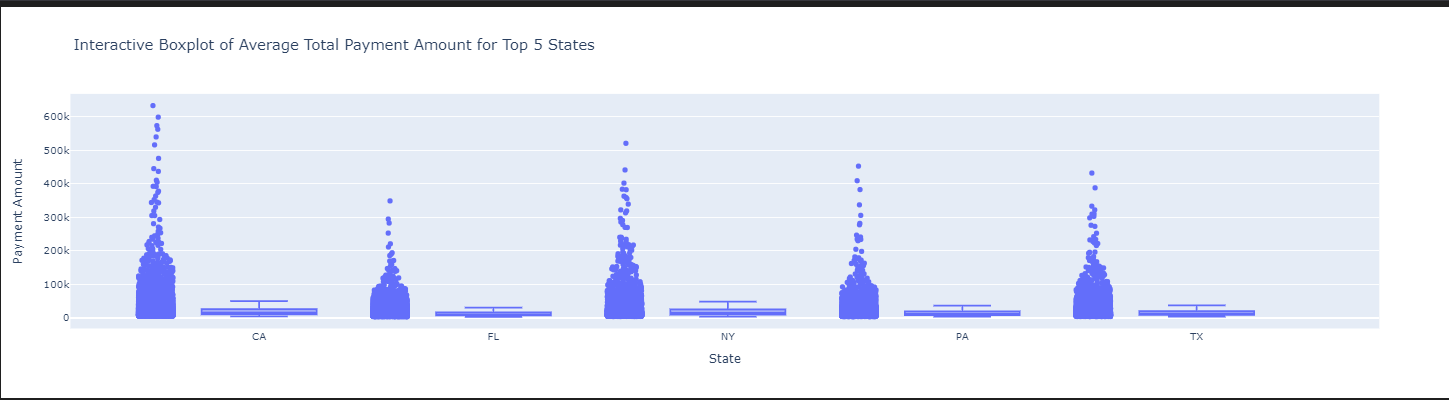 Interactive Boxplot of Average Total Payment Amount for Top 5 States
Payment Amount
600k
500k
400k
300k
200k
100k
0
CA FL NY PA TX
State